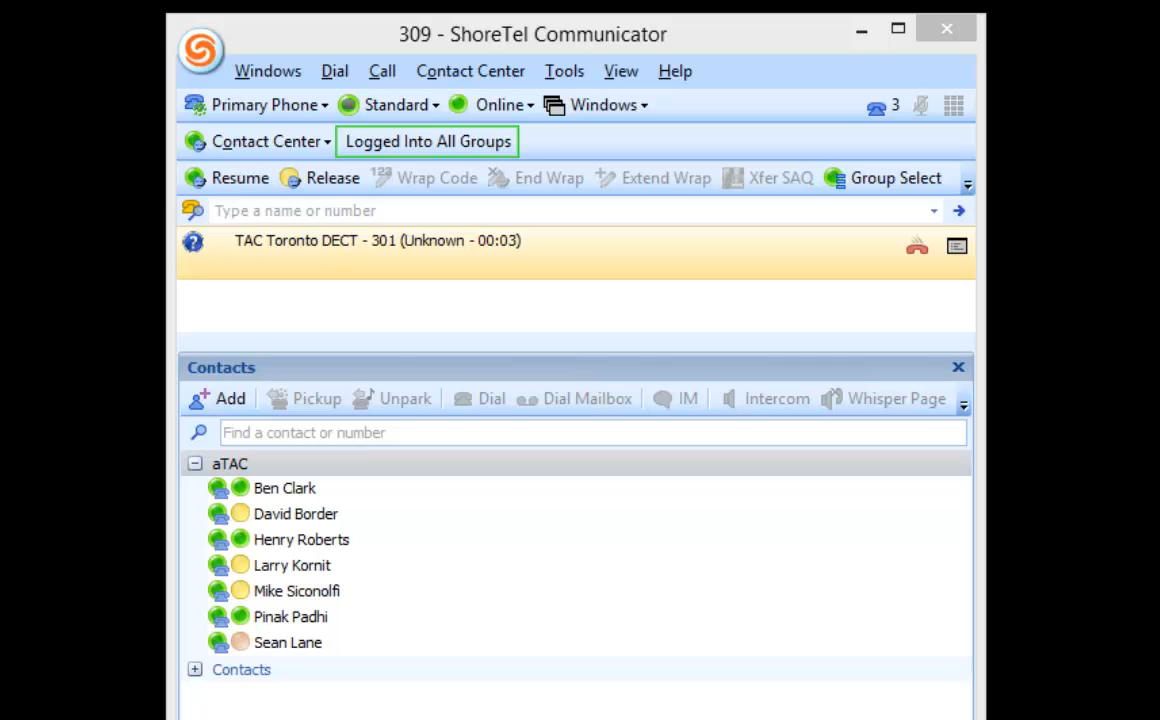 309 - ShoreTel Communicator
Windows Dial Call Contact Center Tools View Help
Primary Phone Standard Online Windows 3
Contact Center Logged Into All Groups
Resume Release 123 Wrap Code End Wrap Extend Wrap Xfer SAQ Group Select
Type a name or number
TAC Toronto DECT - 301 (Unknown - 00:03)
Contacts
Add Pickup Unpark Dial Dial Mailbox IM Intercom Whisper Page
Find a contact or number
aTAC
Ben Clark
David Border
Henry Roberts
Larry Kornit
Mike Siconolfi
Pinak Padhi
Sean Lane
Contacts